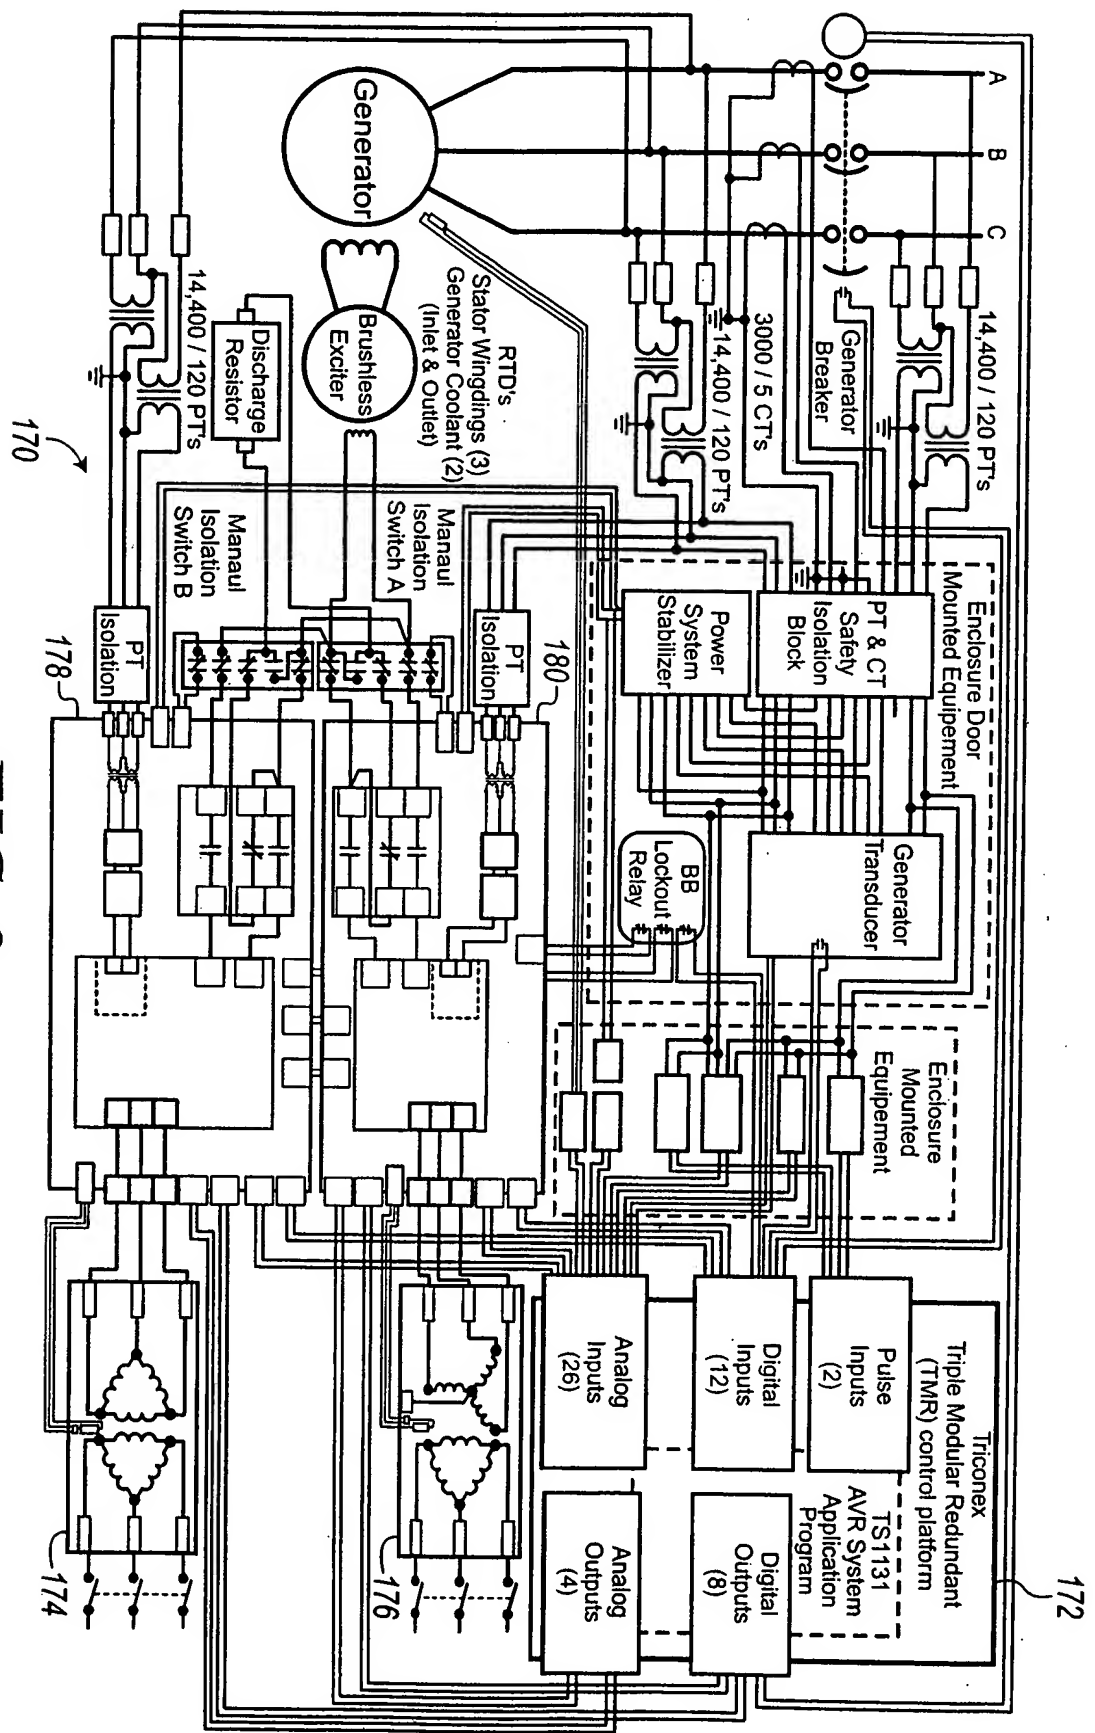 A
B
C
14,400 / 120 PT's
Generator
Breaker
3000 / 5 CT's
14,400 / 120 PT's
Generator
RTD's
Stator Wingdings (3)
Generator Coolant (2)
(Inlet & Outlet)
Brushless
Exciter
Discharge
Resistor
14,400 / 120 PT's
170
Enclosure Door
Mounted Equipement
PT & CT
Safety
Isolation
Block
Power
System
Stabilizer
Generator
Transducer
BB
Lockout
Relay
Manaul
Isolation
Switch A
Manaul
Isolation
Switch B
PT
Isolation
PT
Isolation
180
178
Enclosure
Mounted
Equipement
Triconex
Triple Modular Redundant
(TMR) control platform
172
Pulse
Inputs
(2)
Digital
Inputs
(12)
Analog
Inputs
(26)
TS1131
AVR System
Application
Program
Digital
Outputs
(8)
Analog
Outputs
(4)
176
174